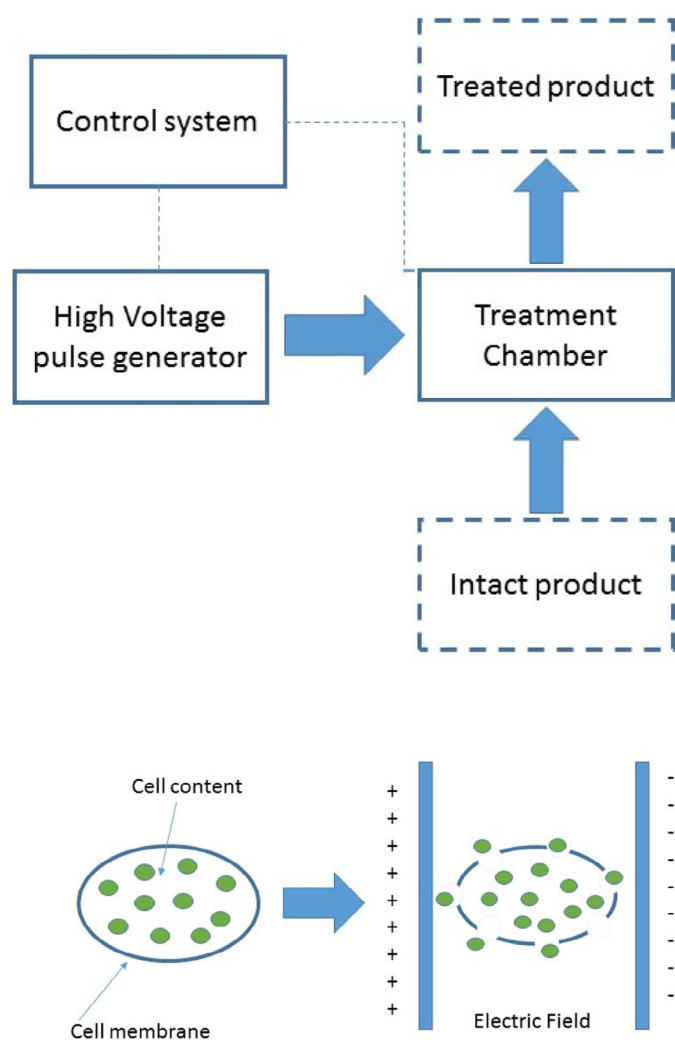 Treated product
Control system
High Voltage
pulse generator
Treatment
Chamber
Intact product
Cell content
Cell membrane
+
+
+
+
+
+
+
+
+
-
-
-
-
-
-
-
-
-
Electric Field